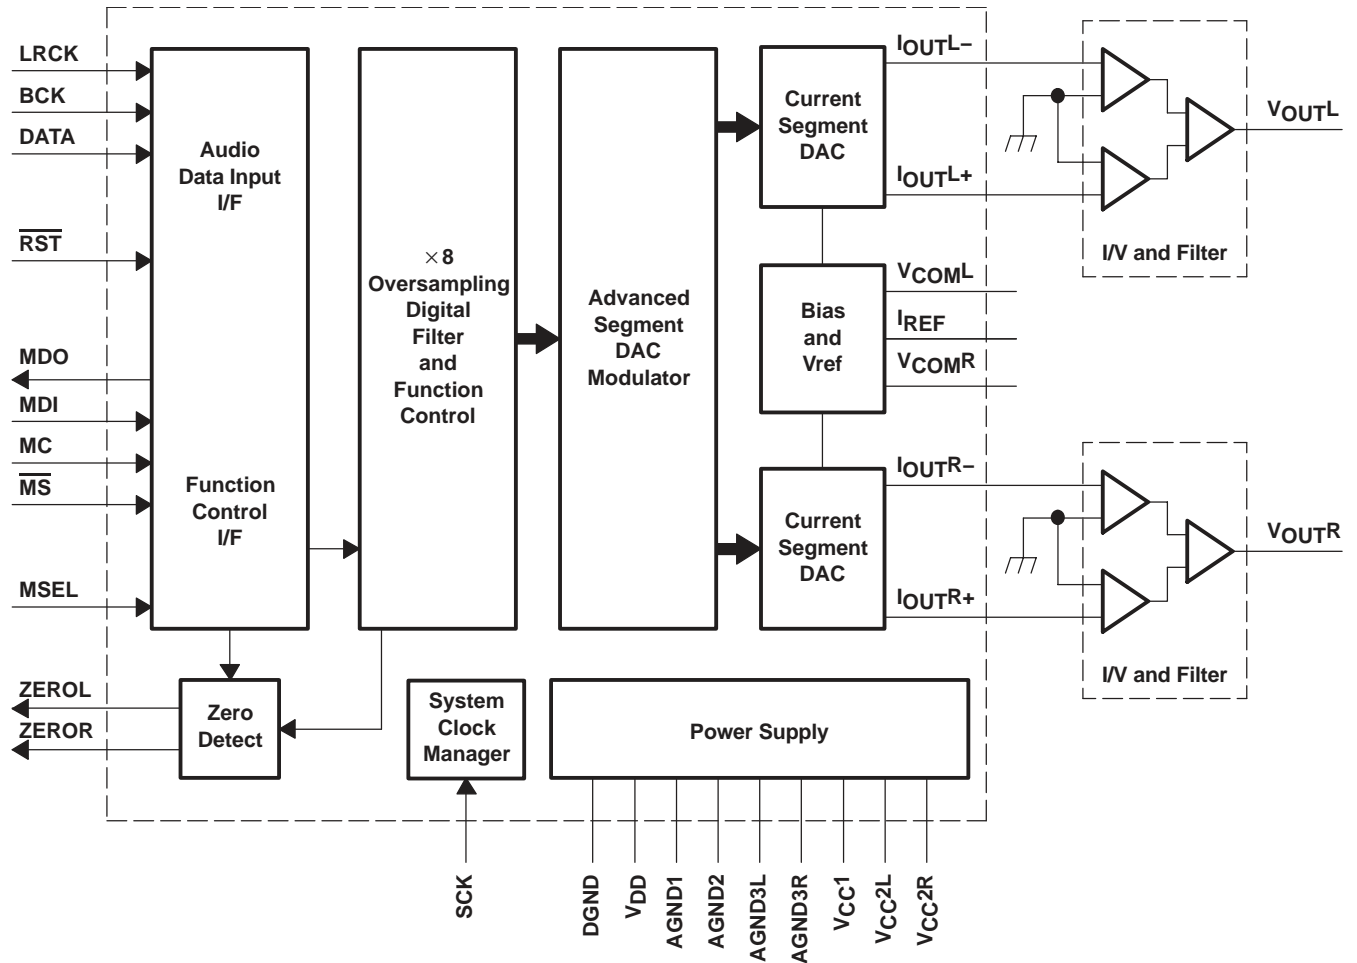 LRCK
BCK
DATA
RST
MDO
MDI
MC
MS
MSEL
ZEROL
ZEROR
Audio
Data Input
I/F
Function
Control
I/F
×8
Oversampling
Digital
Filter
and
Function
Control
Advanced
Segment
DAC
Modulator
Current
Segment
DAC
Bias
and
Vref
Current
Segment
DAC
IOUTL–
IOUTL+
VCOML
IREF
VCOMR
IOUTR–
IOUTR+
I/V and Filter
VOUTL
I/V and Filter
VOUTR
Zero
Detect
System
Clock
Manager
Power Supply
SCK
DGND
VDD
AGND1
AGND2
AGND3L
AGND3R
VCC1
VCC2L
VCC2R